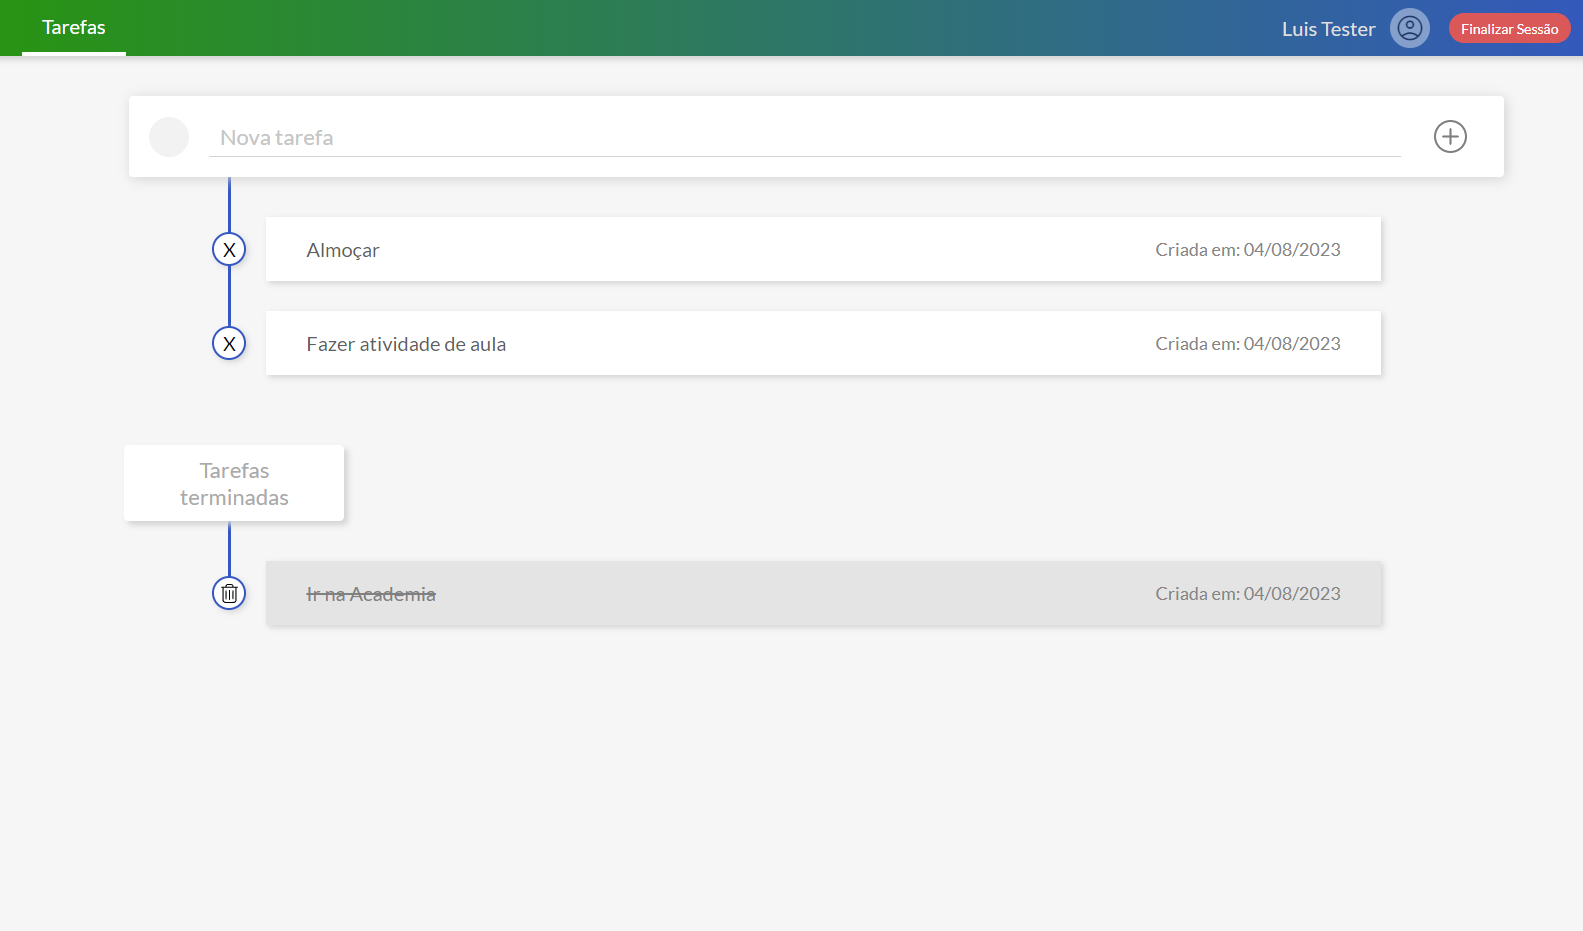 Tarefas
Luis Tester
Finalizar Sessão
Nova tarefa
X
Almoçar
Criada em: 04/08/2023
X
Fazer atividade de aula
Criada em: 04/08/2023
Tarefas
terminadas
Ir na Academia
Criada em: 04/08/2023